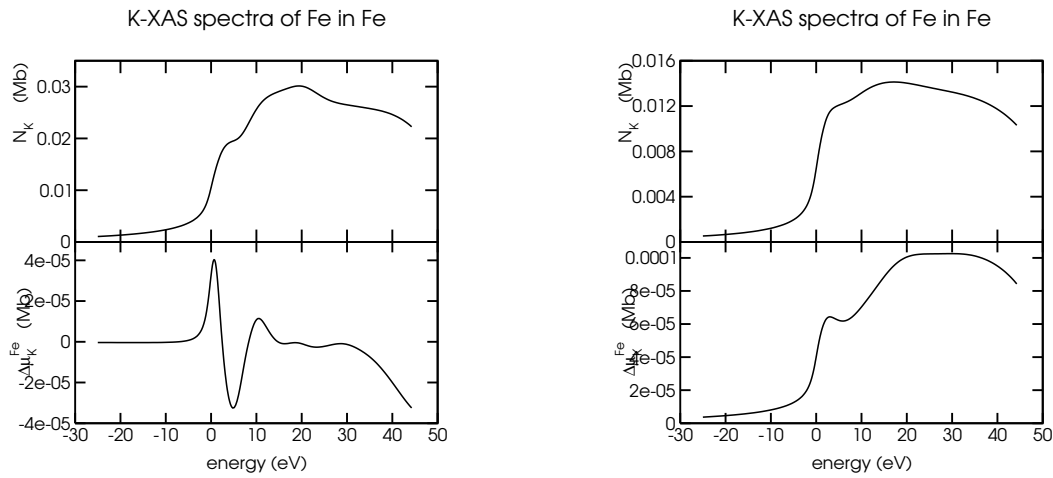 K-XAS spectra of Fe in Fe
N_K (Mb)
0.03
0.02
0.01
0
Δμ_K^Fe (Mb)
4e-05
2e-05
0
-2e-05
-4e-05
-30 -20 -10 0 10 20 30 40 50
energy (eV)
K-XAS spectra of Fe in Fe
N_K (Mb)
0.016
0.012
0.008
0.004
0
Δμ_K^Fe (Mb)
0.0001
8e-05
6e-05
4e-05
2e-05
0
-30 -20 -10 0 10 20 30 40 50
energy (eV)